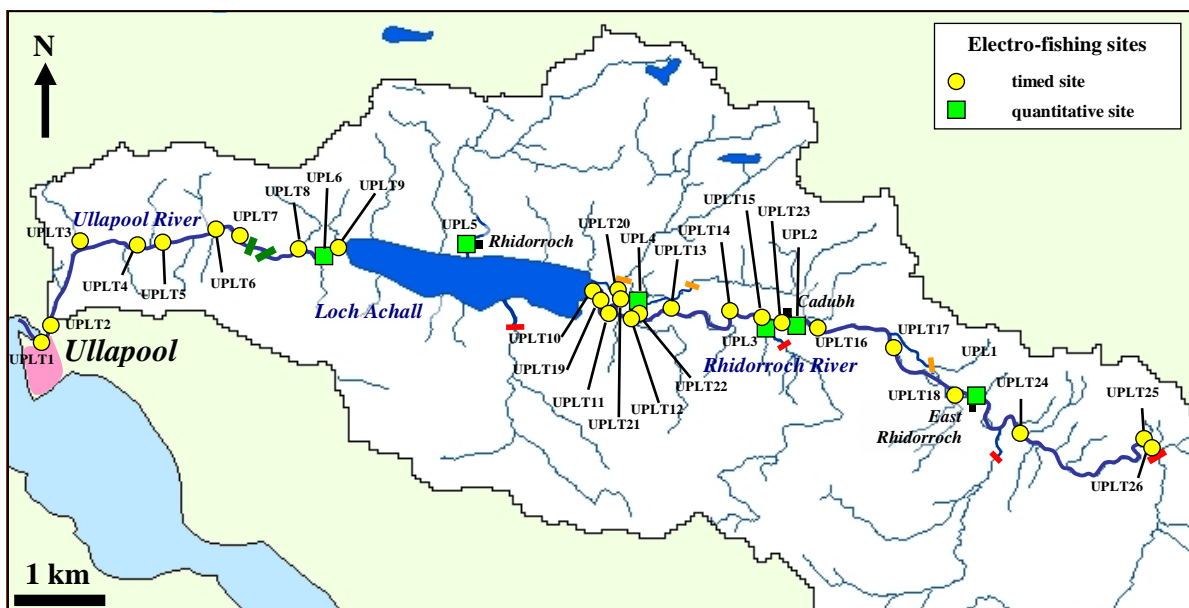 N
Electro-fishing sites
timed site
quantitative site
UPL6
UPLT8
UPLT9
Ullapool River
UPLT7
UPLT3
UPL5
Rhidorroch
UPLT20
UPL4
UPLT13
UPLT14
UPLT15
UPLT23
UPL2
UPLT4
UPLT5
UPLT6
Loch Achall
Cadubh
UPLT2
UPLT1
Ullapool
UPLT10
UPLT19
UPLT11
UPLT21
UPLT12
UPLT22
UPL3
Rhidorroch River
UPLT16
UPLT17
UPL1
UPLT18
UPLT24
UPLT25
East
Rhidorroch
UPLT26
1 km